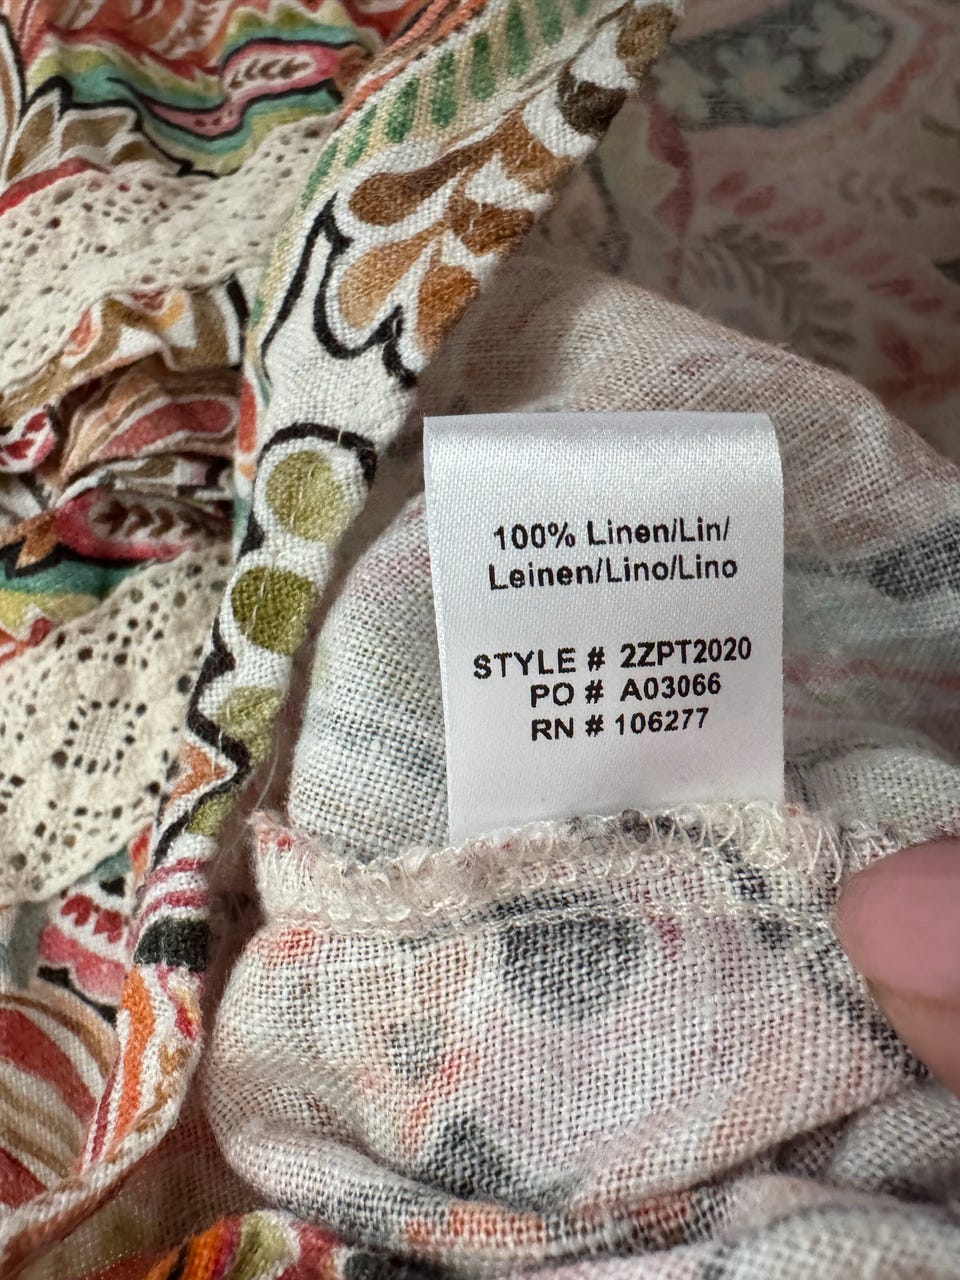 100% Linen/Lin/
Leinen/Lino/Lino
STYLE # 2ZPT2020
PO # A03066
RN # 106277